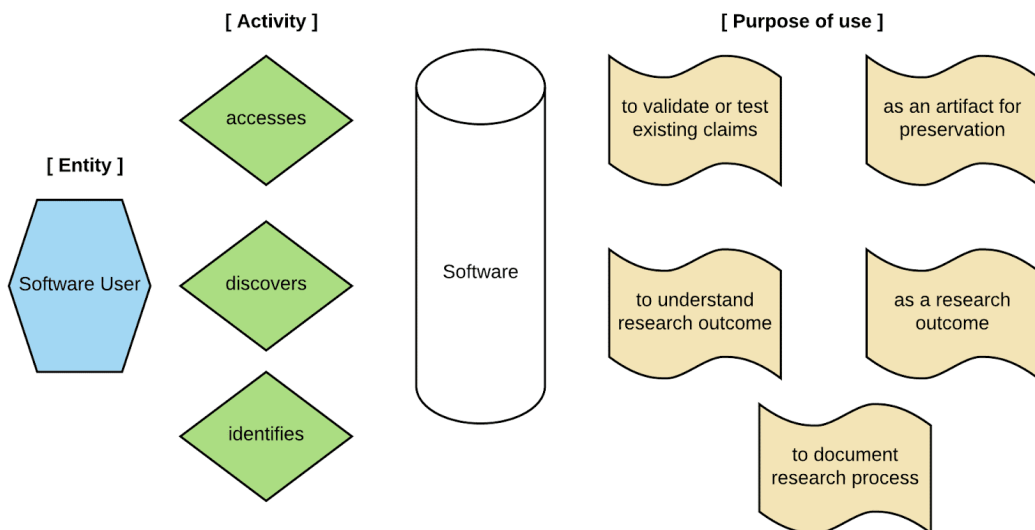 [ Activity ]
[ Purpose of use ]
[ Entity ]
Software User
accesses
discovers
identifies
Software
to validate or test
existing claims
as an artifact for
preservation
to understand
research outcome
as a research
outcome
to document
research process